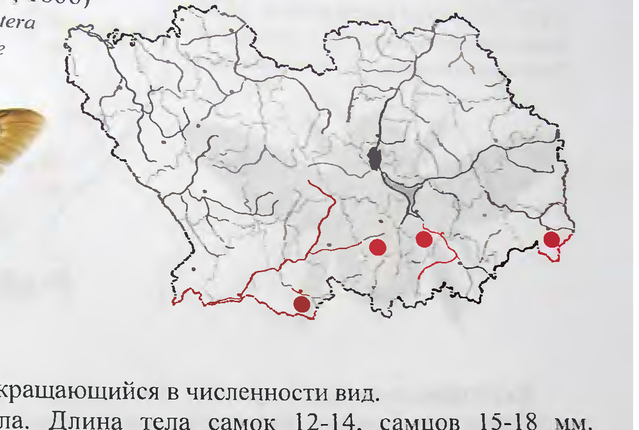 tera
e
кращающийся в численности вид.
ла. Длина тела самок 12-14, самцов 15-18 мм.